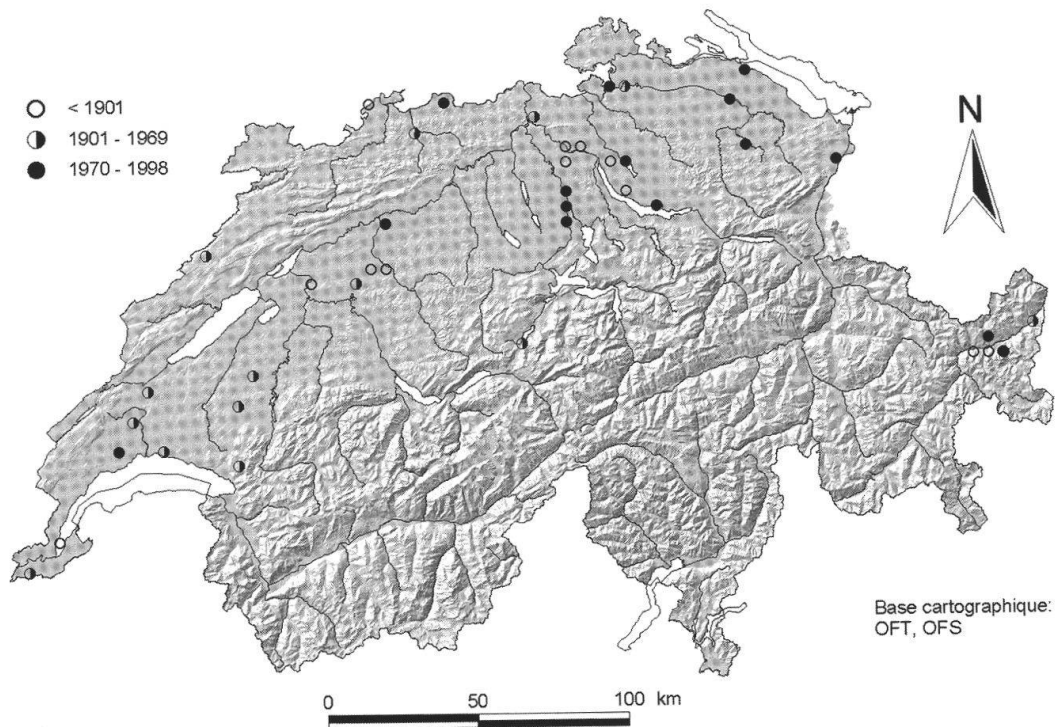 < 1901
1901 - 1969
1970 - 1998
N
Base cartographique:
OFT, OFS
0 50 100 km